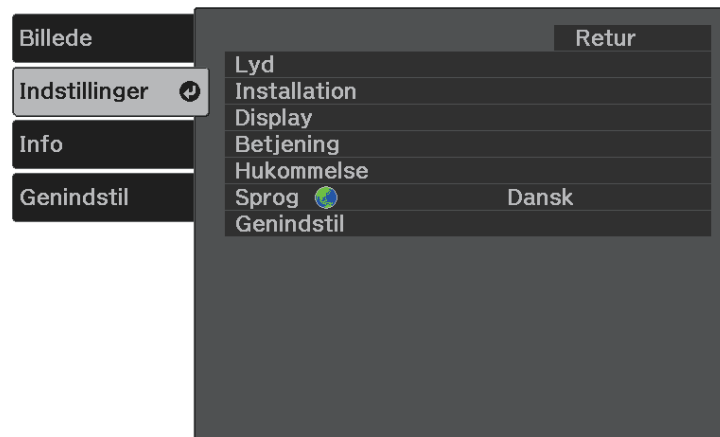 Billede
Indstillinger
Info
Genindstil
Retur
Lyd
Installation
Display
Betjening
Hukommelse
Sprog Dansk
Genindstil